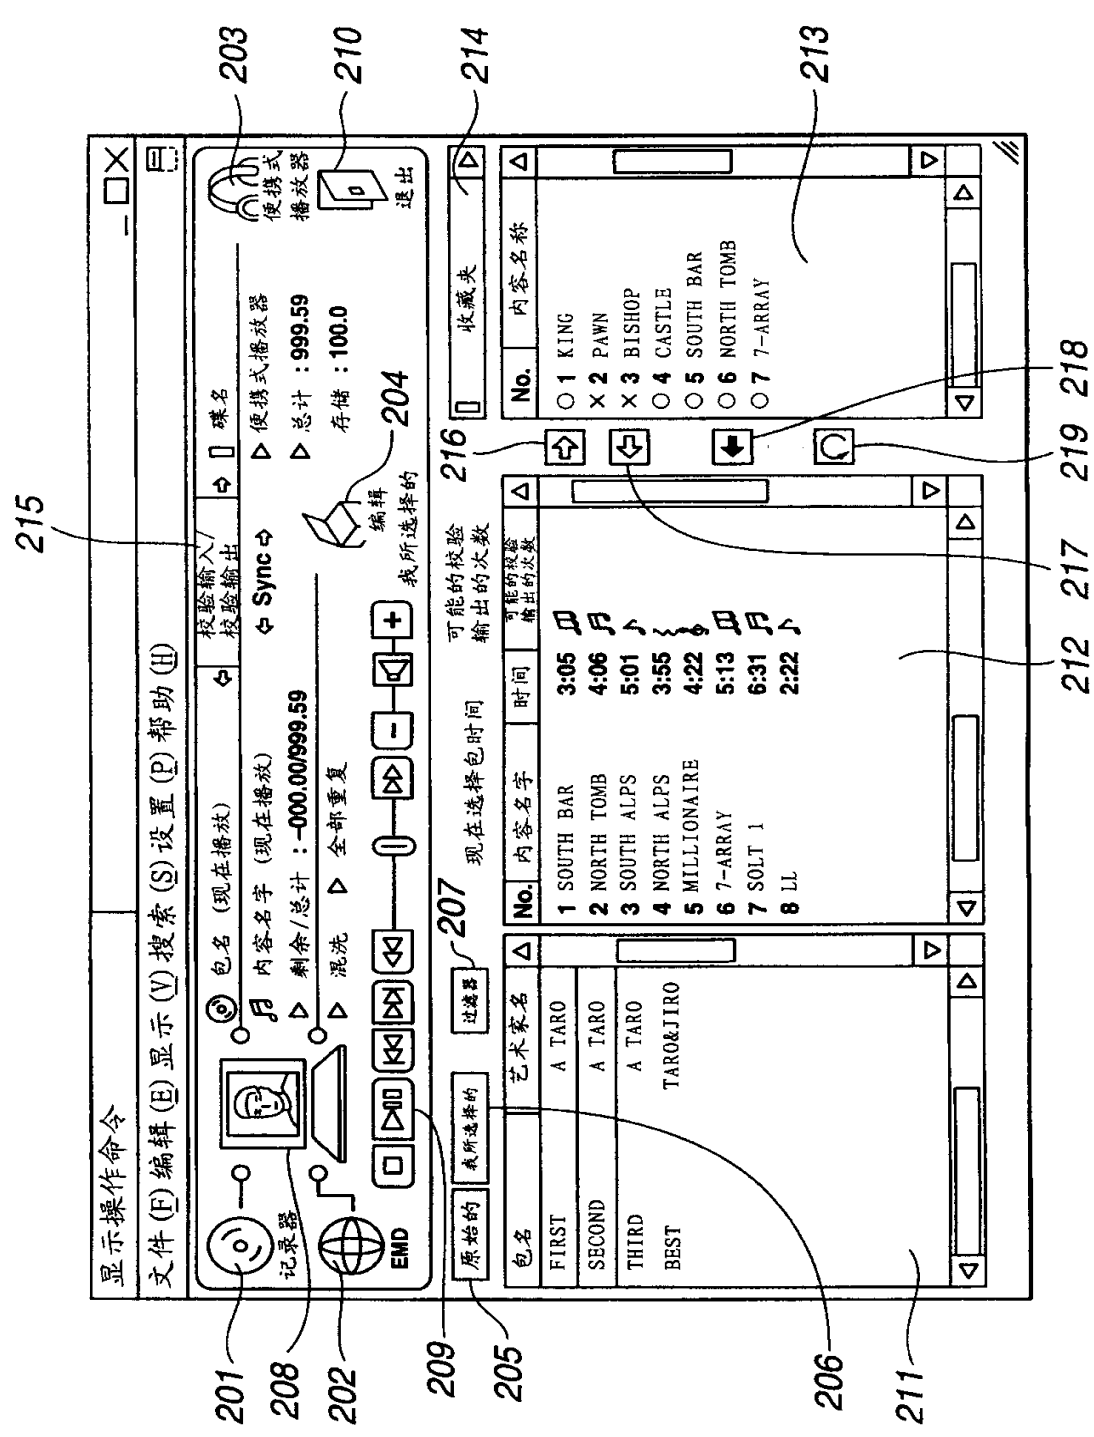 显示操作命令
文件(F)编辑(E)显示(V)搜索(S)设置(P)帮助(H)
包名 (现在播放)
校验输入/
校验输出
碟名
内容名字 (现在播放)
Sync
便携式播放器
剩余/总计 :-000.00/999.59
总计 :999.59
混洗
全部重复
存储 :100.0
记录器
EMD
编辑
我所选择的
便携式
播放器
退出
原始的
我所选择的
过滤器
现在选择包时间
可能的校验
输出的次数
收藏夹
包名 艺术家名
FIRST A TARO
SECOND A TARO
THIRD A TARO
BEST TARO&JIRO
No. 内容名字 时间 可能的校验
输出的次数
1 SOUTH BAR 3:05
2 NORTH TOMB 4:06
3 SOUTH ALPS 5:01
4 NORTH ALPS 3:55
5 MILLIONAIRE 4:22
6 7-ARRAY 5:13
7 SOLT 1 6:31
8 LL 2:22
No. 内容名称
○ 1 KING
× 2 PAWN
× 3 BISHOP
○ 4 CASTLE
○ 5 SOUTH BAR
○ 6 NORTH TOMB
○ 7 7-ARRAY
201
208
202
209
205
206
211
207
215
204
216
212
217
219
218
203
210
214
213